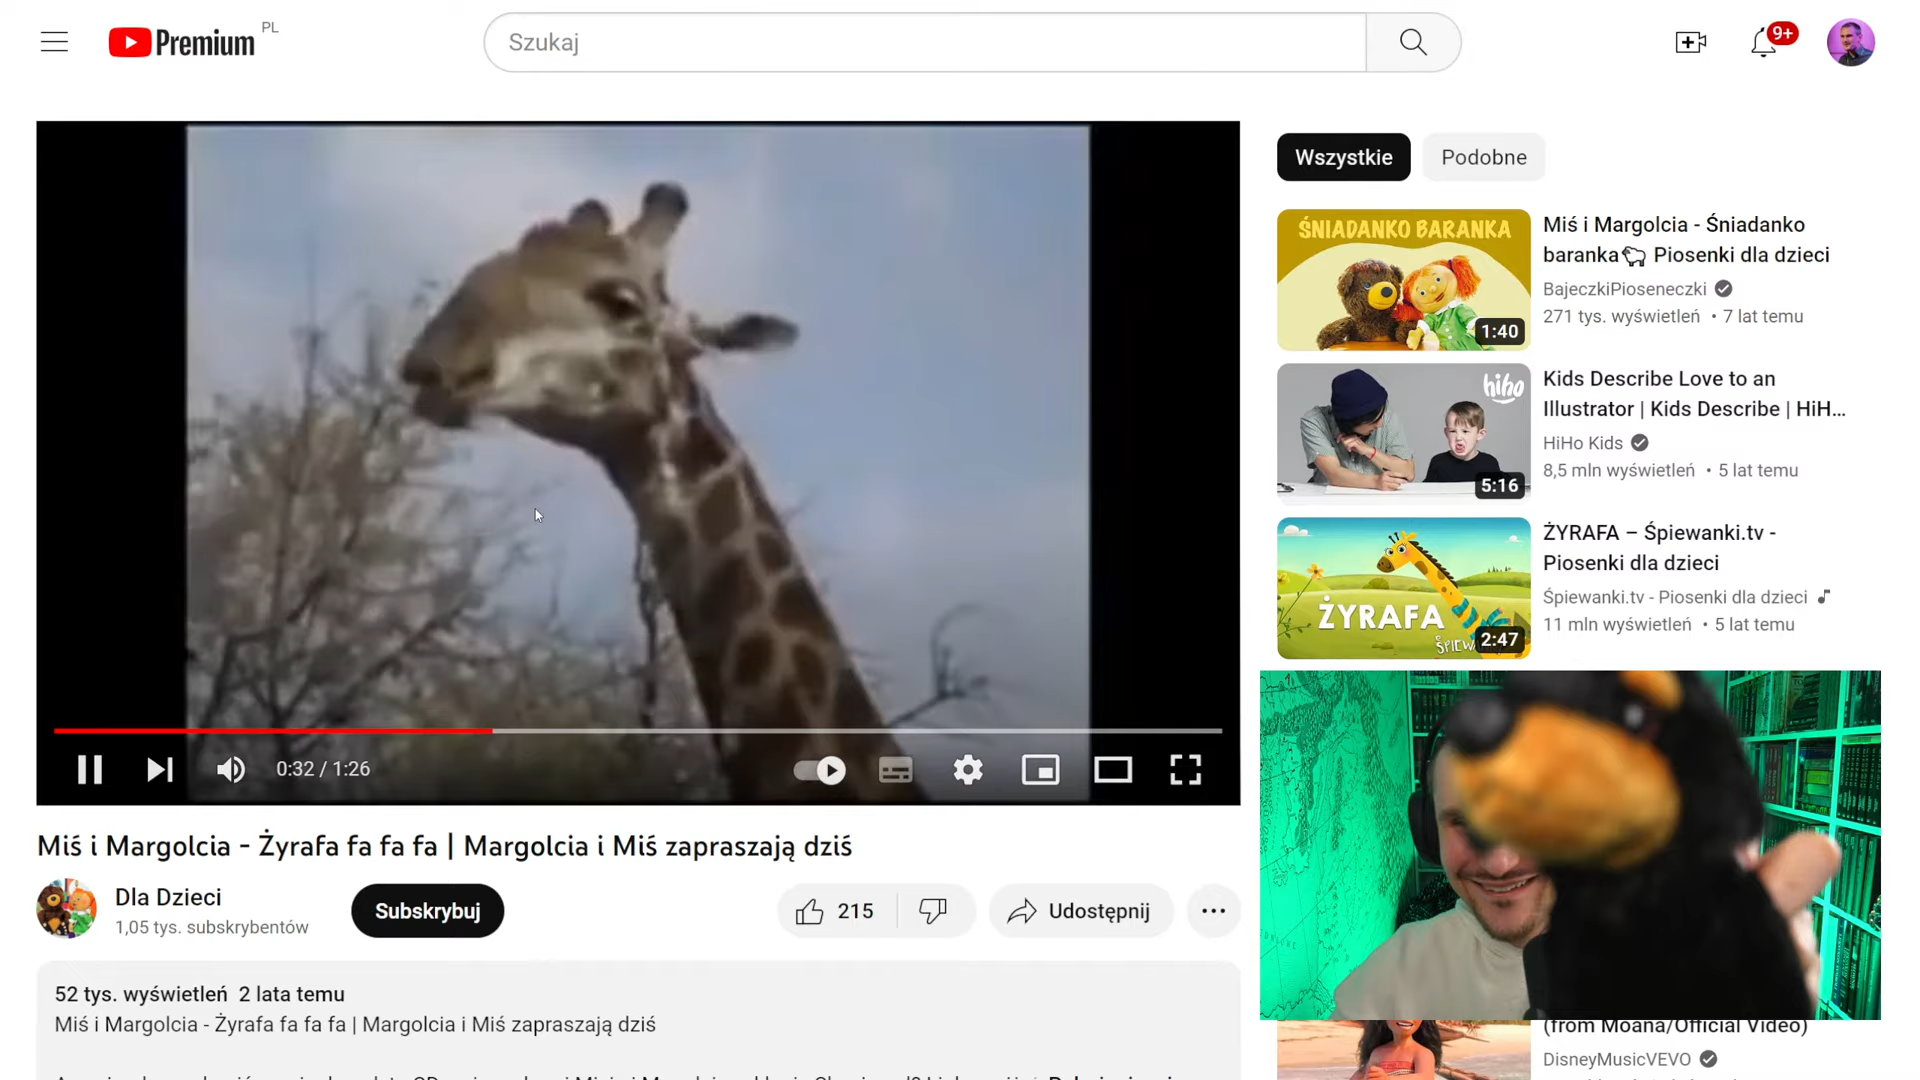 Premium PL
Szukaj
9+
Wszystkie
Podobne
ŚNIADANKO BARANKA
1:40
Miś i Margolcia - Śniadanko
baranka🐑 Piosenki dla dzieci
BajeczkiPioseneczki
271 tys. wyświetleń • 7 lat temu
hiho
5:16
Kids Describe Love to an
Illustrator | Kids Describe | HiH...
HiHo Kids
8,5 mln wyświetleń • 5 lat temu
ŻYRAFA
2:47
ŻYRAFA – Śpiewanki.tv -
Piosenki dla dzieci
Śpiewanki.tv - Piosenki dla dzieci
11 mln wyświetleń • 5 lat temu
0:32 / 1:26
Miś i Margolcia - Żyrafa fa fa fa | Margolcia i Miś zapraszają dziś
Dla Dzieci
1,05 tys. subskrybentów
Subskrybuj
215
Udostępnij
52 tys. wyświetleń 2 lata temu
Miś i Margolcia - Żyrafa fa fa fa | Margolcia i Miś zapraszają dziś
(from Moana/Official Video)
DisneyMusicVEVO